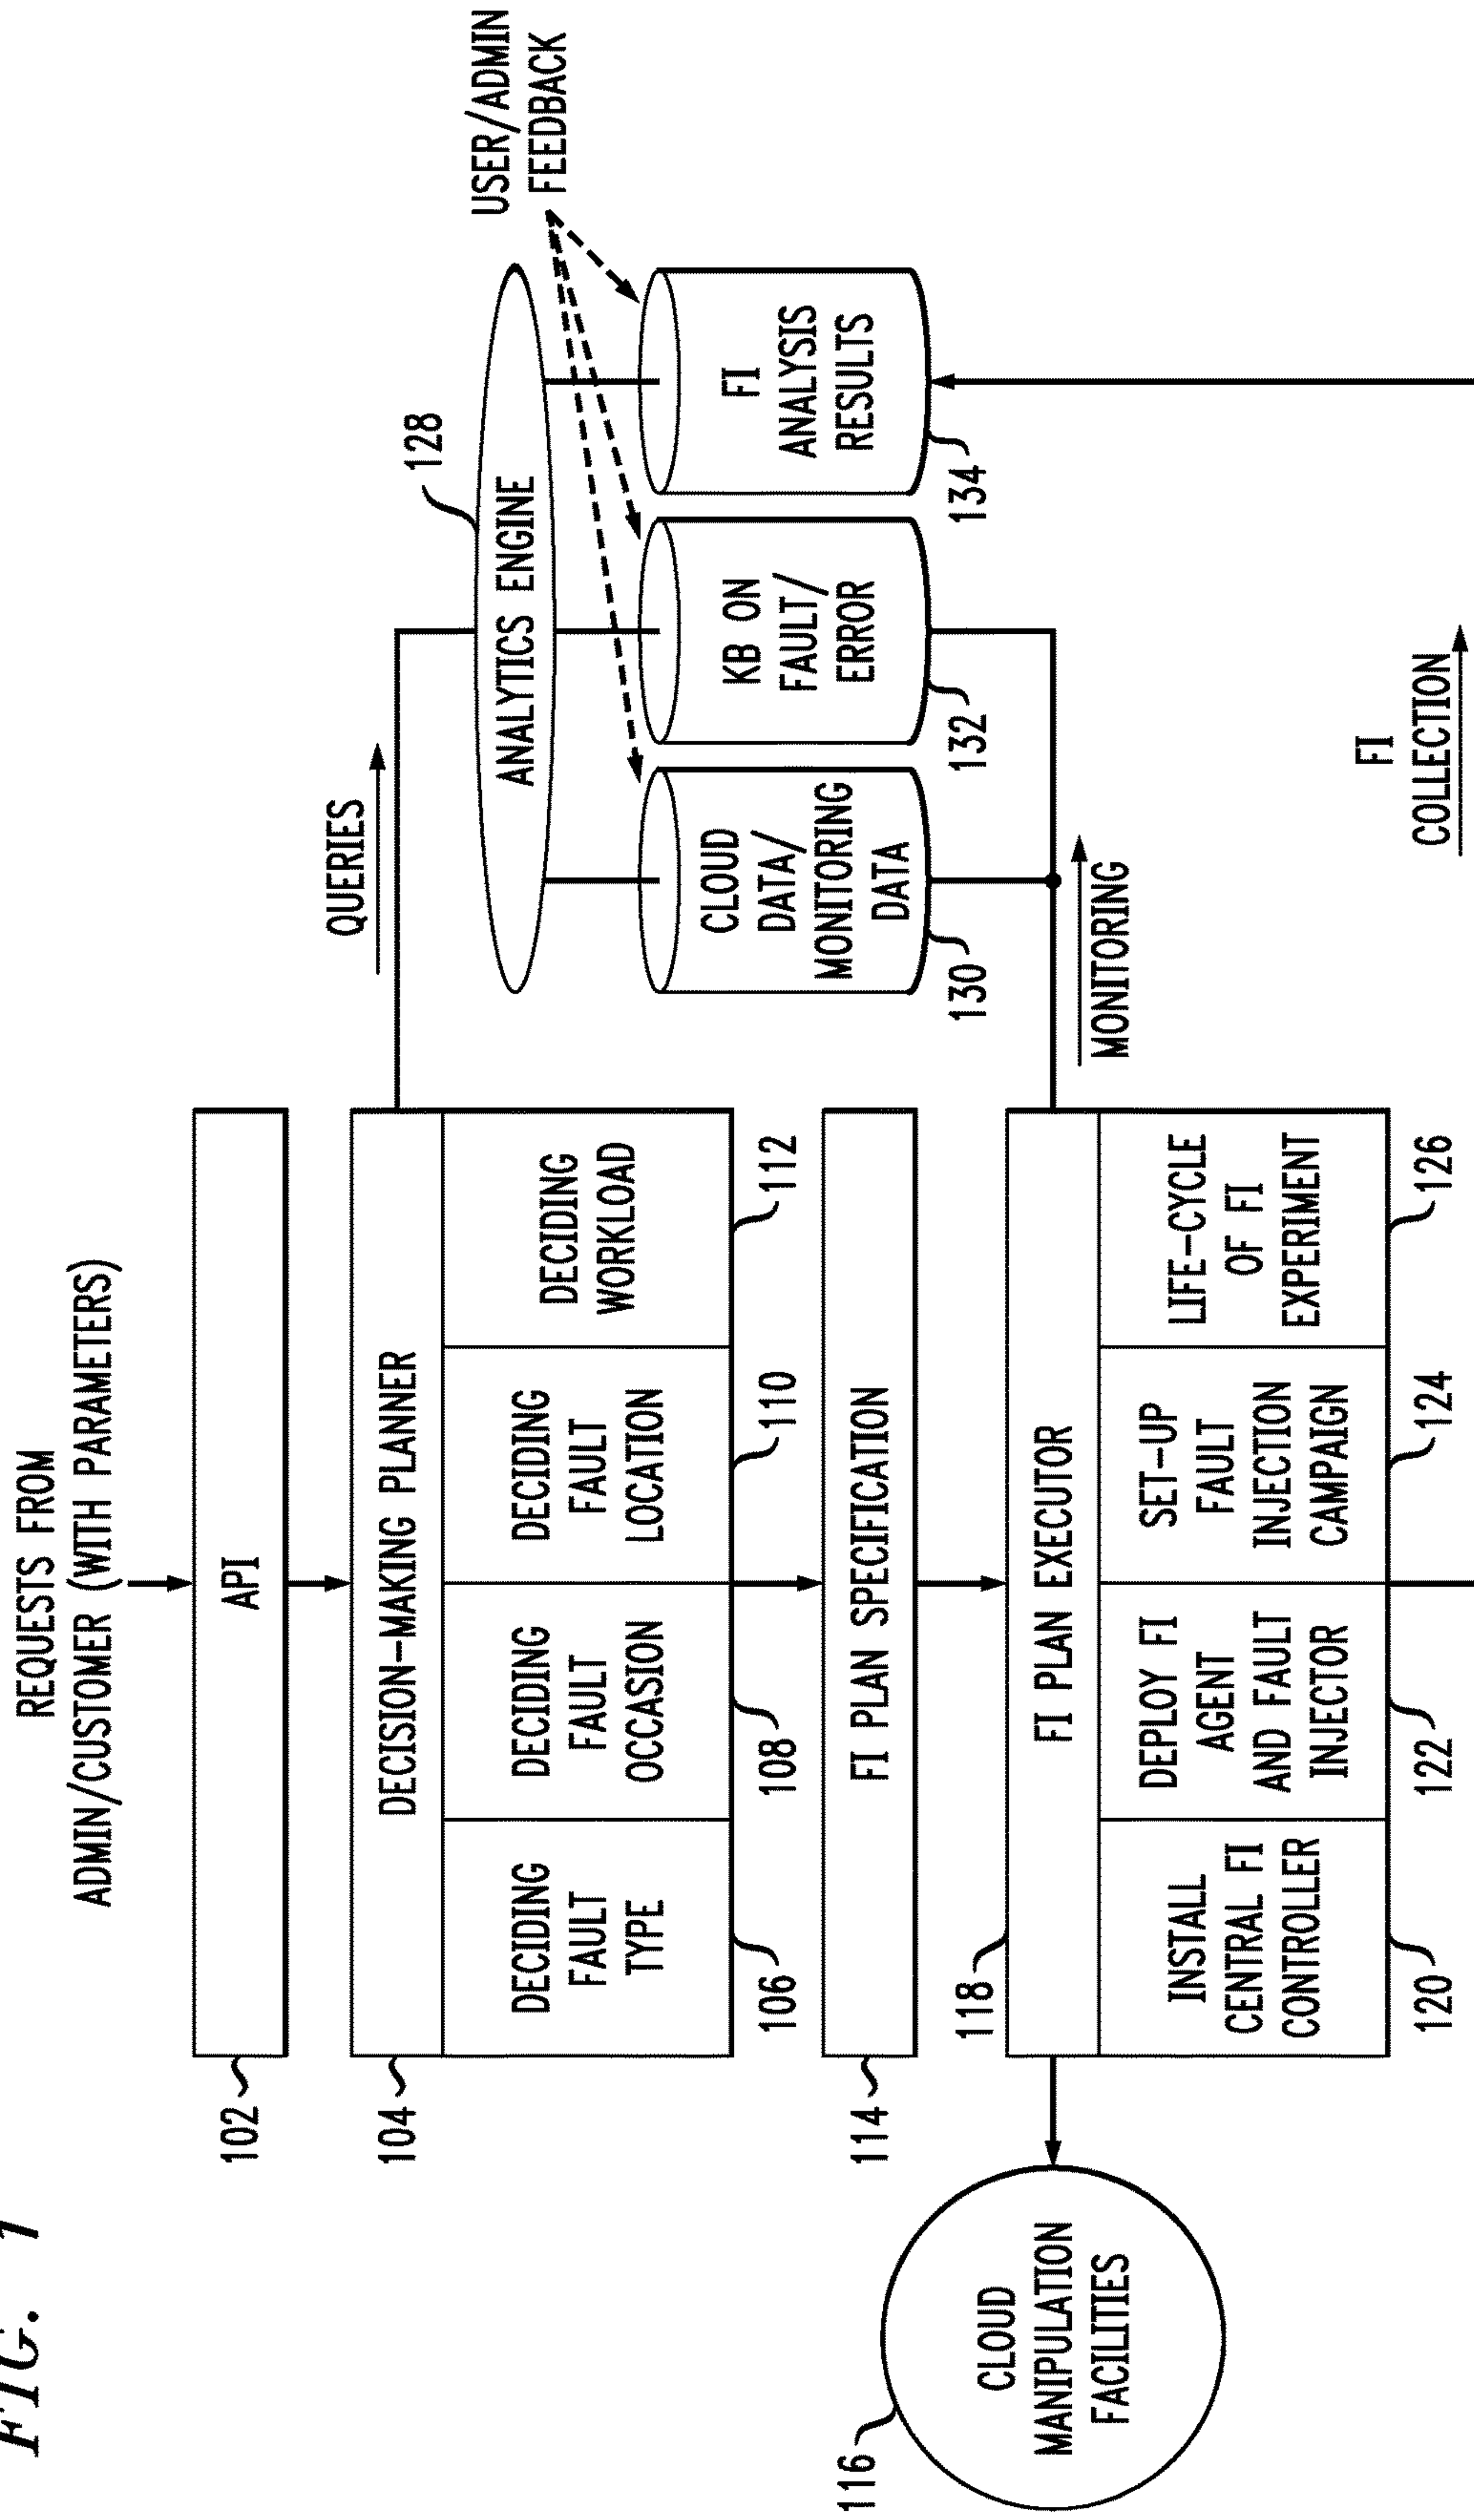 FIG. 1
REQUESTS FROM
ADMIN/CUSTOMER (WITH PARAMETERS)
102
API
104
DECISION-MAKING PLANNER
DECIDING
FAULT
TYPE
106
DECIDING
FAULT
OCCASION
108
DECIDING
FAULT
LOCATION
110
DECIDING
WORKLOAD
112
QUERIES
128
ANALYTICS ENGINE
USER/ADMIN
FEEDBACK
CLOUD
DATA/
MONITORING
DATA
130
KB ON
FAULT/
ERROR
132
FI
ANALYSIS
RESULTS
134
114
FI PLAN SPECIFICATION
116
CLOUD
MANIPULATION
FACILITIES
118
FI PLAN EXECUTOR
INSTALL
CENTRAL FI
CONTROLLER
120
DEPLOY FI
AGENT
AND FAULT
INJECTOR
122
SET-UP
FAULT
INJECTION
CAMPAIGN
124
LIFE-CYCLE
OF FI
EXPERIMENT
126
MONITORING
FI
COLLECTION